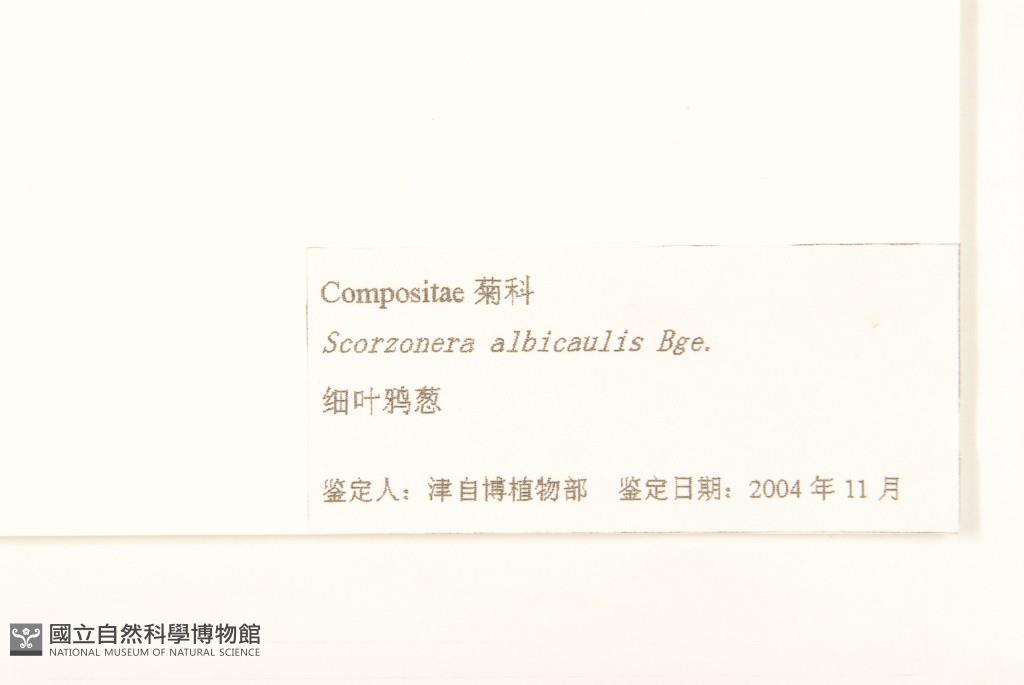 Compositae 菊科
Scorzonera albicaulis Bge.
细叶鸦葱
鉴定人：津自博植物部 鉴定日期：2004 年 11 月
國立自然科學博物館
NATIONAL MUSEUM OF NATURAL SCIENCE